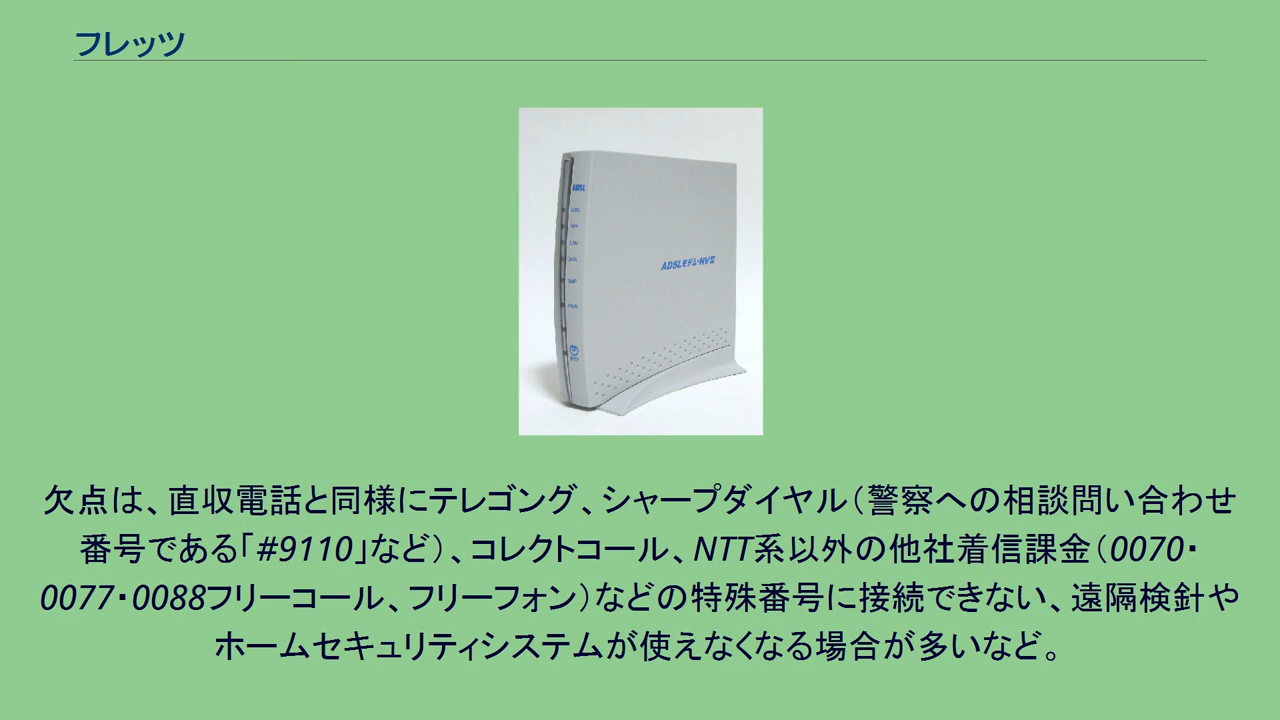 フレッツ
ADSL
ADSLモデム-NVIII
欠点は、直収電話と同様にテレゴング、シャープダイヤル（警察への相談問い合わせ
番号である「#9110」など）、コレクトコール、NTT系以外の他社着信課金（0070・
0077・0088フリーコール、フリーフォン）などの特殊番号に接続できない、遠隔検針や
ホームセキュリティシステムが使えなくなる場合が多いなど。